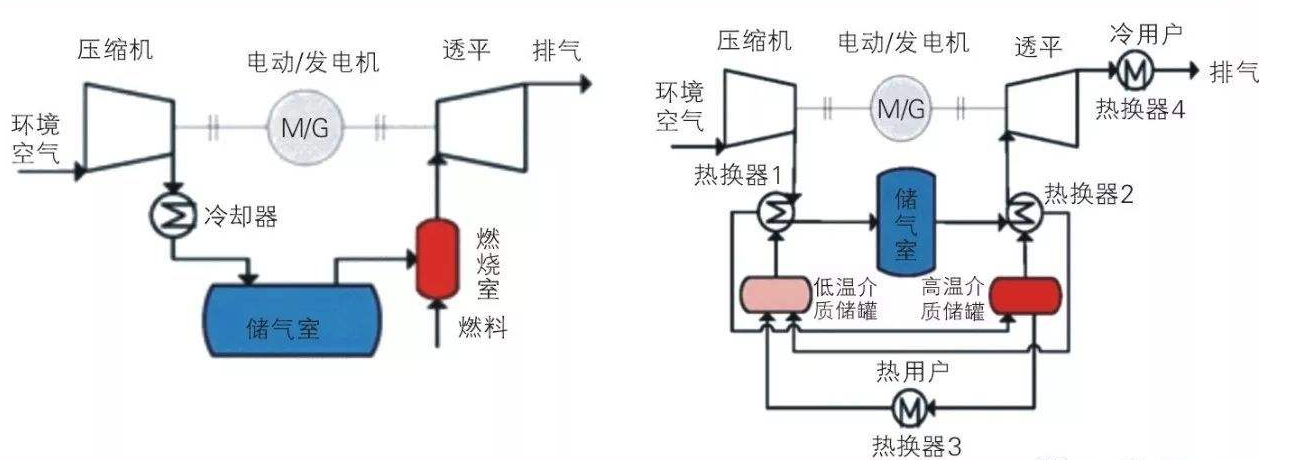 压缩机
电动/发电机
透平
排气
环境
空气
M/G
冷却器
储气室
燃
烧
室
燃料
压缩机
电动/发电机
透平
冷用户
排气
热换器4
环境
空气
M/G
热换器1
热换器2
储
气
室
低温介
质储罐
高温介
质储罐
热用户
热换器3